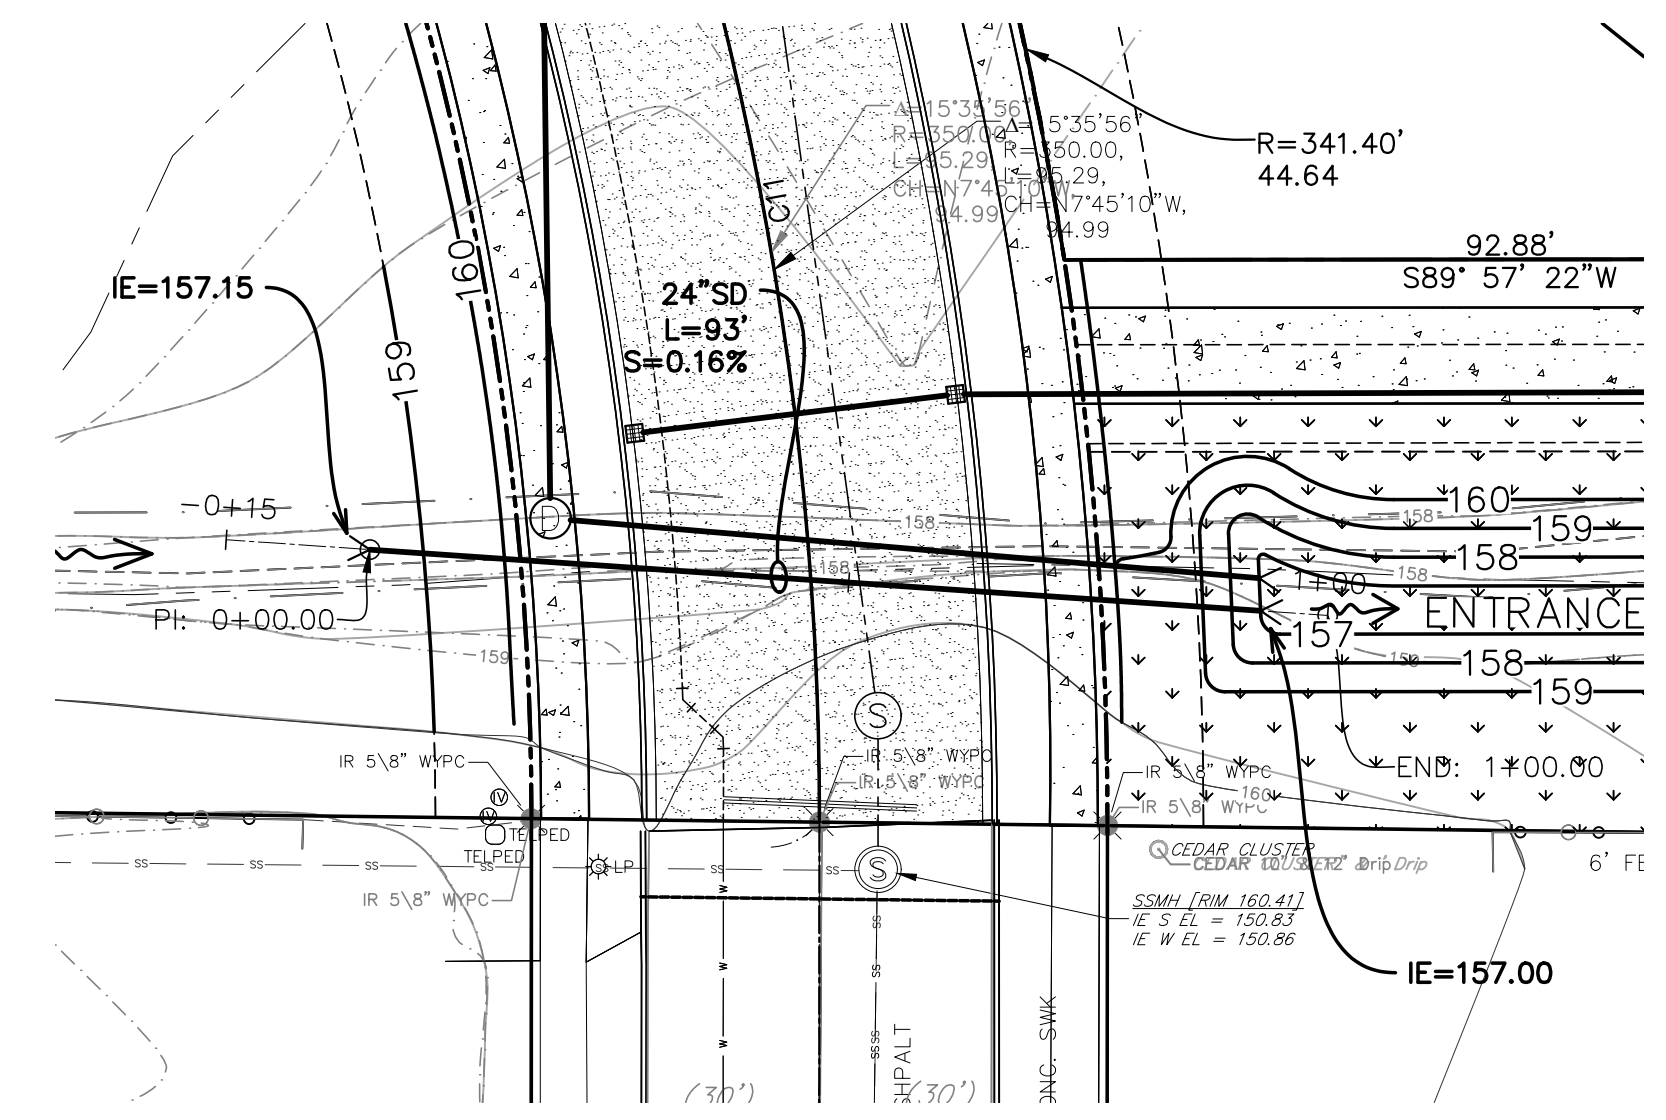 Δ=15°35'56"
R=350.00,
L=95.29,
CH=N7°45'10"W,
94.99
Δ=15°35'56"
R=350.00,
L=95.29,
CH=N7°45'10"W,
94.99
R=341.40'
44.64
C11
92.88'
S89° 57' 22"W
IE=157.15
24"SD
L=93'
S=0.16%
160
159
-0+15
D
158
158
160
159
158
158
158
1+00
PI: 0+00.00
ENTRANCE
157
159
158
159
S
IR 5\8" WYPC
IR 5\8" WYPC
IR 5\8" WYPC
IR 5\8" WYPC
IR 5\8" WYPC
END: 1+00.00
160
IV
IV
TELPED
TELPED
CEDAR CLUSTER
Drip
6' FE
SS
SS
SS
SS
SS
SS
LP
S
IR 5\8" WYPC
SSMH [RIM 160.41]
IE S EL = 150.83
IE W EL = 150.86
W
SS
W
SS
IE=157.00
W
SSSS
SHPALT
ONC. SWK
(30')
(30')